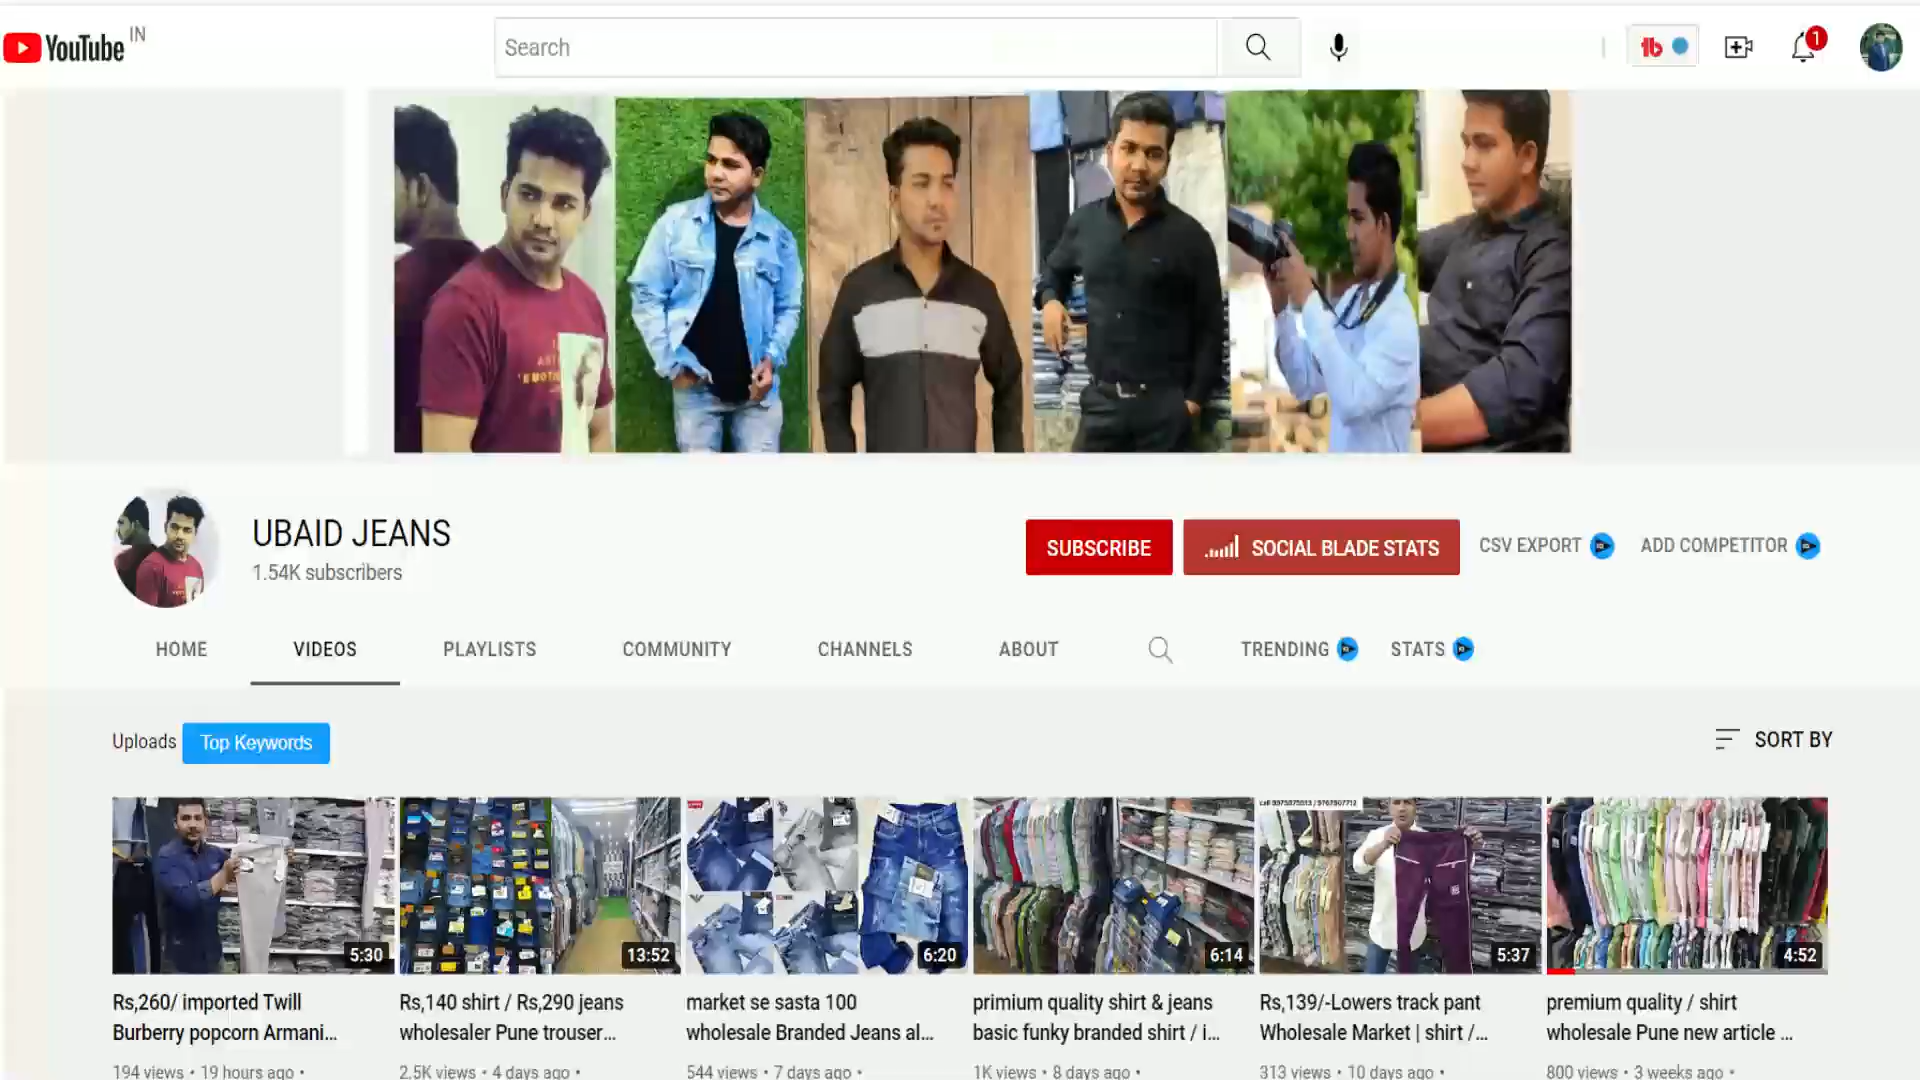 YouTube IN
Search
1
UBAID JEANS
1.54K subscribers
SUBSCRIBE
SOCIAL BLADE STATS
CSV EXPORT
ADD COMPETITOR
HOME
VIDEOS
PLAYLISTS
COMMUNITY
CHANNELS
ABOUT
TRENDING
STATS
Uploads
Top Keywords
SORT BY
5:30
13:52
6:20
6:14
5:37
4:52
Rs,260/ imported Twill
Burberry popcorn Armani...
194 views • 19 hours ago •
Rs,140 shirt / Rs,290 jeans
wholesaler Pune trouser...
2.5K views • 4 days ago •
market se sasta 100
wholesale Branded Jeans al...
544 views • 7 days ago •
primium quality shirt & jeans
basic funky branded shirt / i...
1K views • 8 days ago •
Rs,139/-Lowers track pant
Wholesale Market | shirt /...
313 views • 10 days ago •
premium quality / shirt
wholesale Pune new article ...
800 views • 3 weeks ago •